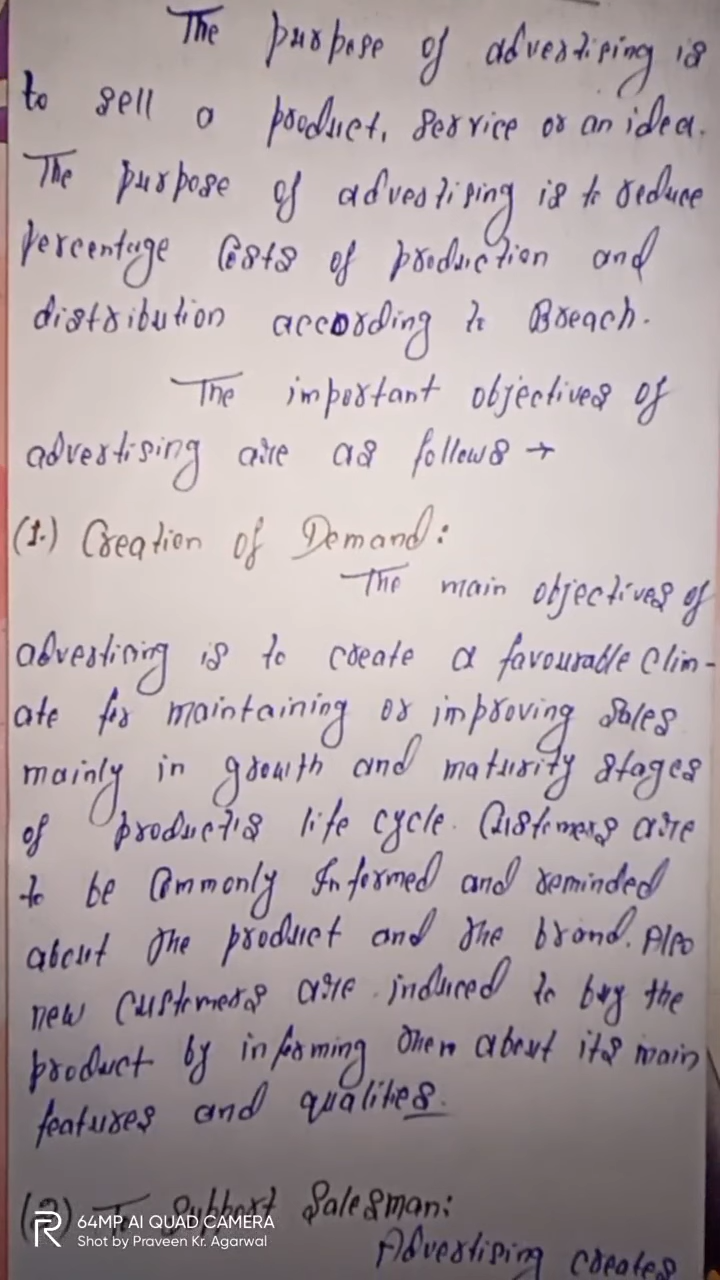 The purpose of advertising is
to sell a product, service or an idea.
The purpose of advertising is to reduce
percentage Costs of production and
distribution according to Breach.
The important objectives of
advertising are as follows →
(1.) Creation of Demand:
The main objectives of
advertising is to create a favourable Clim-
ate for maintaining or improving Sales
mainly in growth and maturity stages
of product's life cycle. Customers are
to be Commonly Informed and reminded
about the product and the brand. Also
new Customers are induced to buy the
product by informing them about its main
features and qualities.
(2) To Support Salesman:
Advertising creates
64MP AI QUAD CAMERA
Shot by Praveen Kr. Agarwal